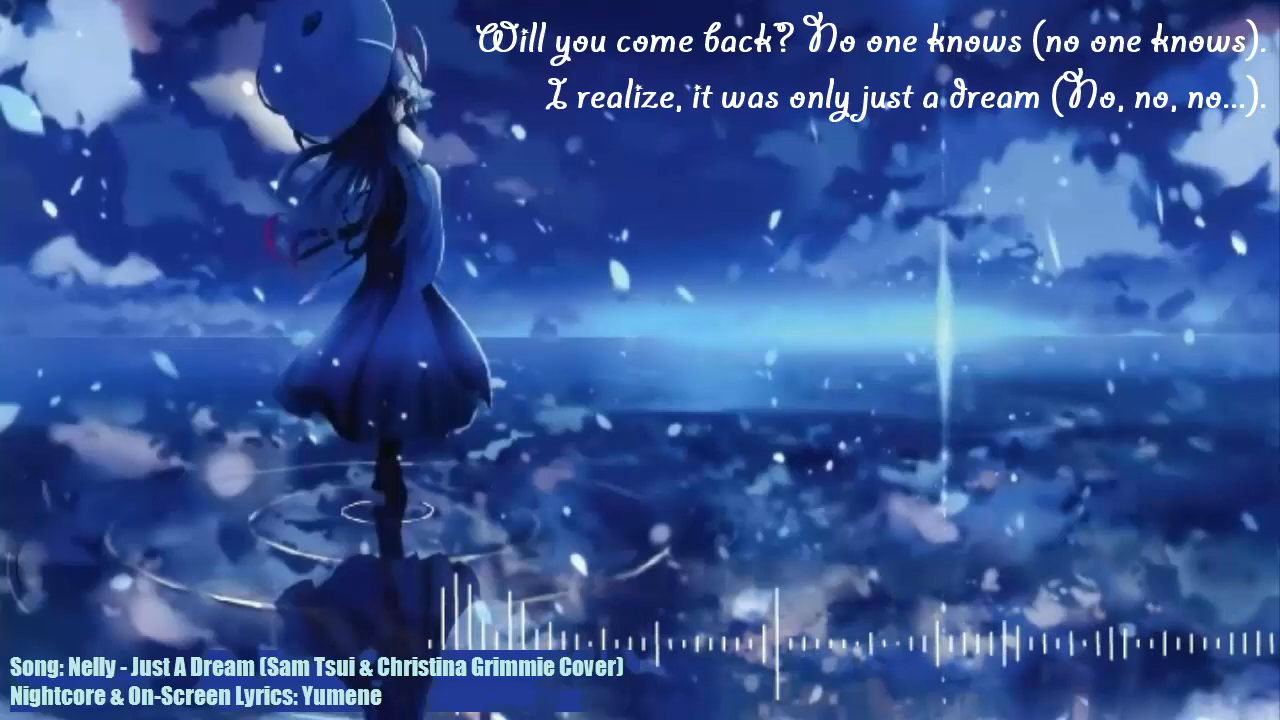 Will you come back? No one knows (no one knows).
I realize, it was only just a dream (No, no, no...).
Song: Nelly - Just A Dream (Sam Tsui & Christina Grimmie Cover)
Nightcore & On-Screen Lyrics: Yumene